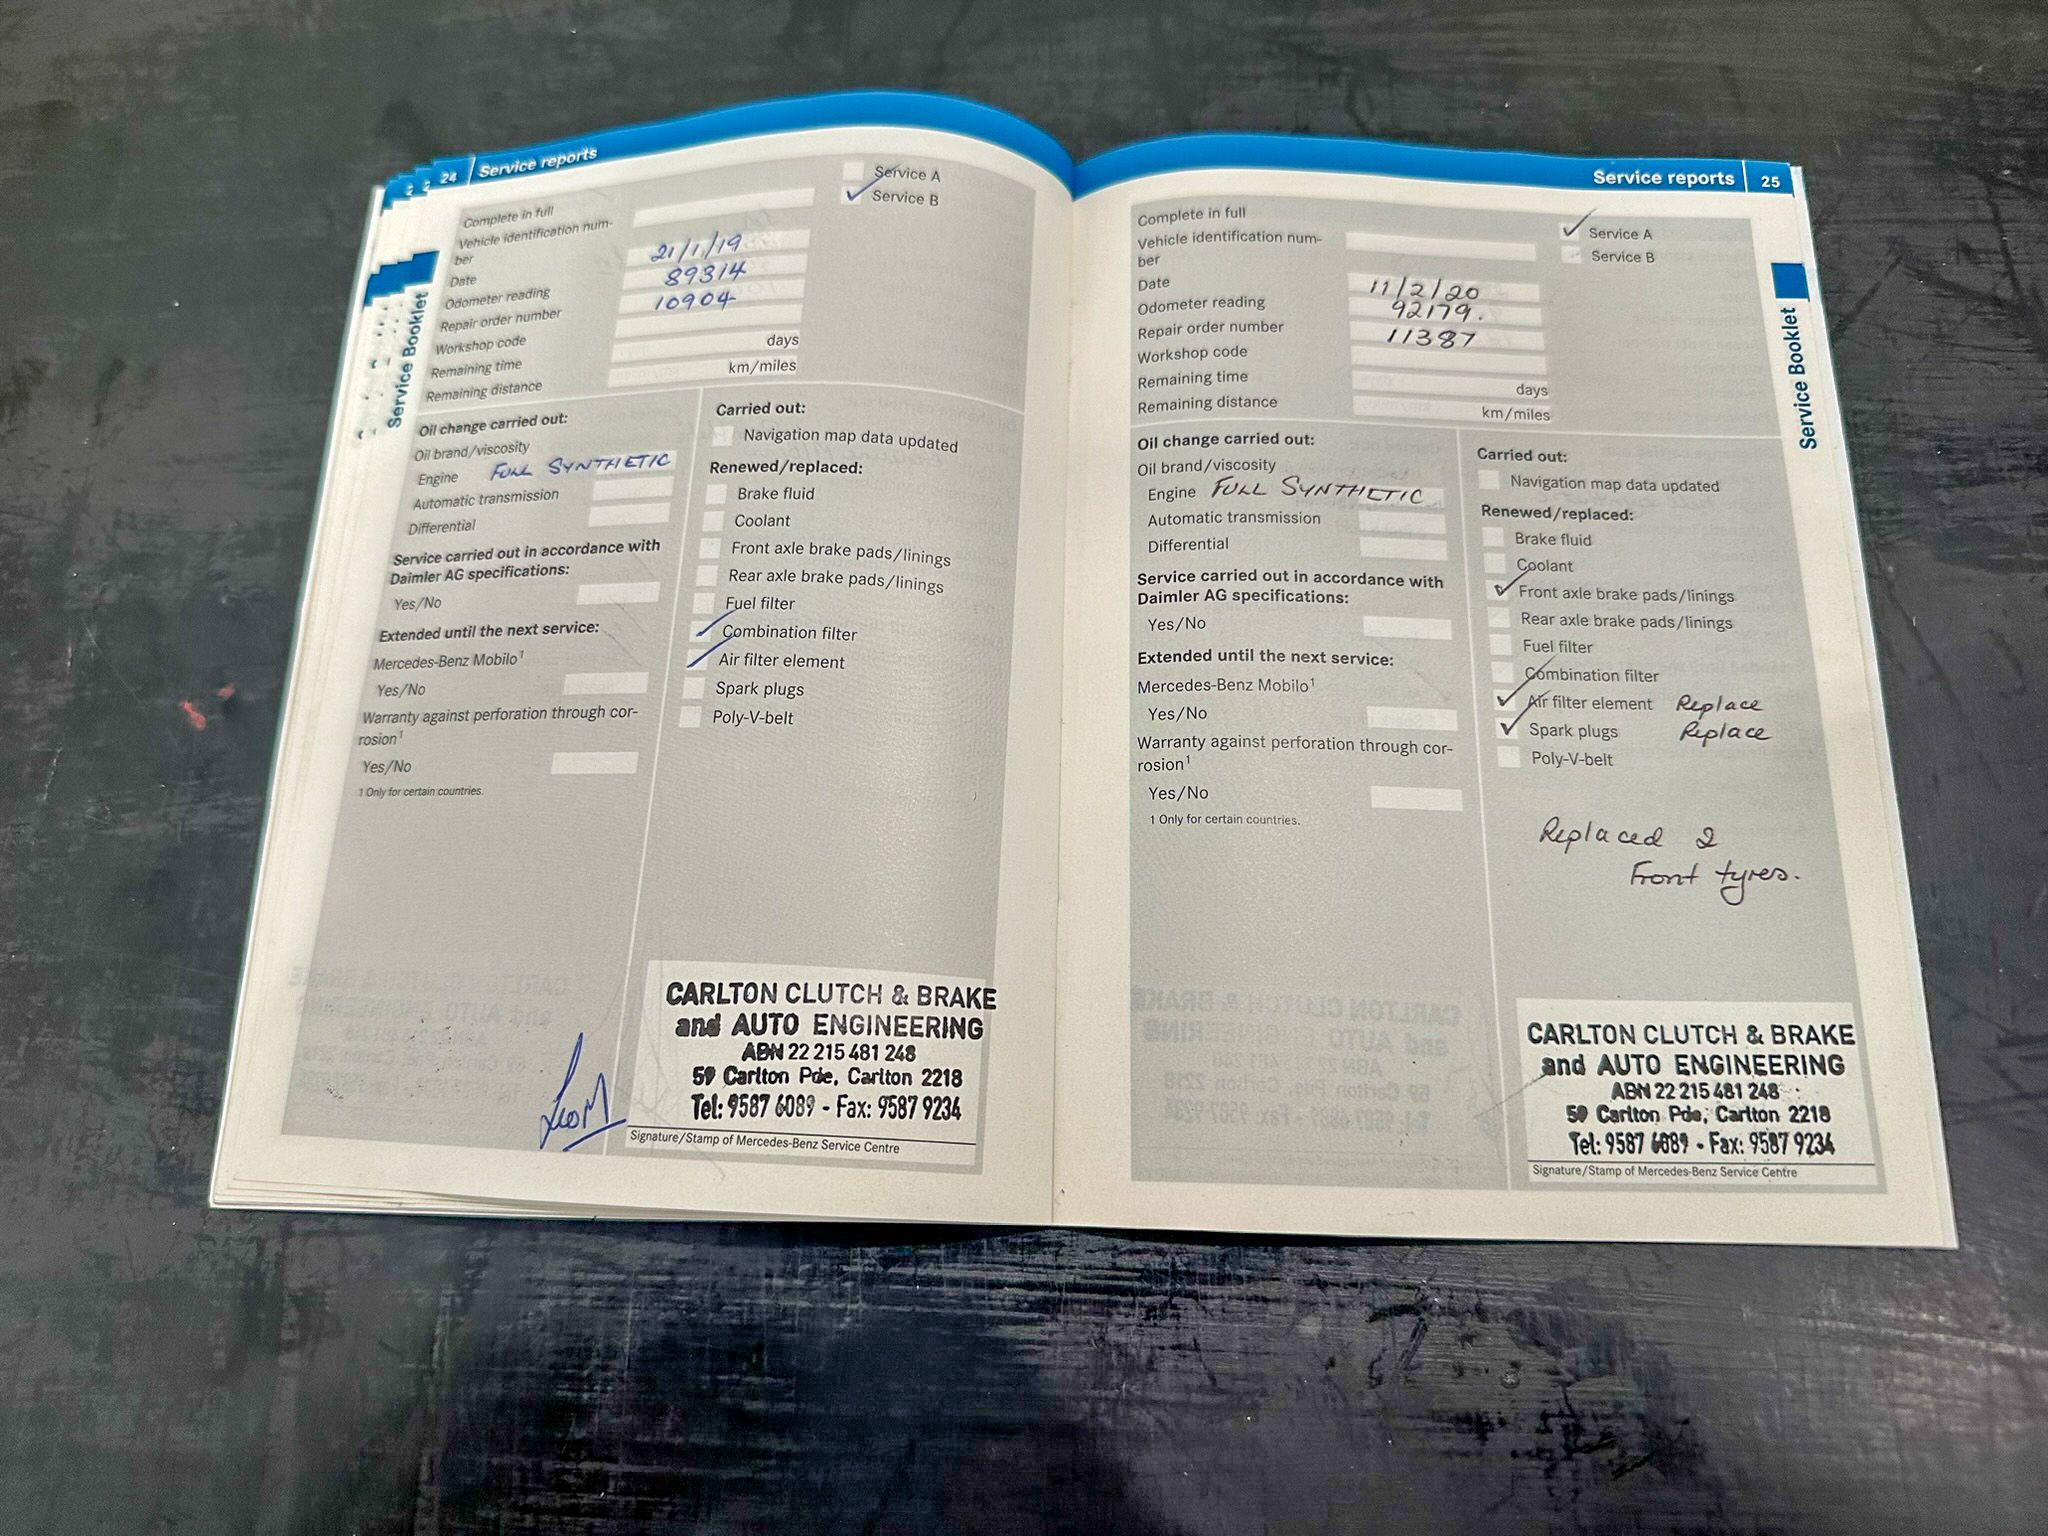 24 Service reports
Complete in full
Vehicle identification num-
ber
Date 21/1/19
Odometer reading 89314
Repair order number 10904
Workshop code
Remaining time days
Remaining distance km/miles
Service A
Service B
Oil change carried out:
Oil brand/viscosity
Engine FULL SYNTHETIC
Automatic transmission
Differential
Service carried out in accordance with
Daimler AG specifications:
Yes/No
Extended until the next service:
Mercedes-Benz Mobilo1
Yes/No
Warranty against perforation through cor-
rosion1
Yes/No
1 Only for certain countries.
Carried out:
Navigation map data updated
Renewed/replaced:
Brake fluid
Coolant
Front axle brake pads/linings
Rear axle brake pads/linings
Fuel filter
Combination filter
Air filter element
Spark plugs
Poly-V-belt
CARLTON CLUTCH & BRAKE
and AUTO ENGINEERING
ABN 22 215 481 248
59 Carlton Pde, Carlton 2218
Tel: 9587 6089 - Fax: 9587 9234
Signature/Stamp of Mercedes-Benz Service Centre
Service Booklet
Service reports 25
Complete in full
Vehicle identification num-
ber
Date 11/2/20
Odometer reading 92179.
Repair order number 11387
Workshop code
Remaining time days
Remaining distance km/miles
Service A
Service B
Oil change carried out:
Oil brand/viscosity
Engine FULL SYNTHETIC
Automatic transmission
Differential
Service carried out in accordance with
Daimler AG specifications:
Yes/No
Extended until the next service:
Mercedes-Benz Mobilo1
Yes/No
Warranty against perforation through cor-
rosion1
Yes/No
1 Only for certain countries.
Carried out:
Navigation map data updated
Renewed/replaced:
Brake fluid
Coolant
Front axle brake pads/linings
Rear axle brake pads/linings
Fuel filter
Combination filter
Air filter element Replace
Spark plugs Replace
Poly-V-belt
Replaced 2
Front tyres.
CARLTON CLUTCH & BRAKE
and AUTO ENGINEERING
ABN 22 215 481 248
59 Carlton Pde, Carlton 2218
Tel: 9587 6089 - Fax: 9587 9234
Signature/Stamp of Mercedes-Benz Service Centre
Service Booklet